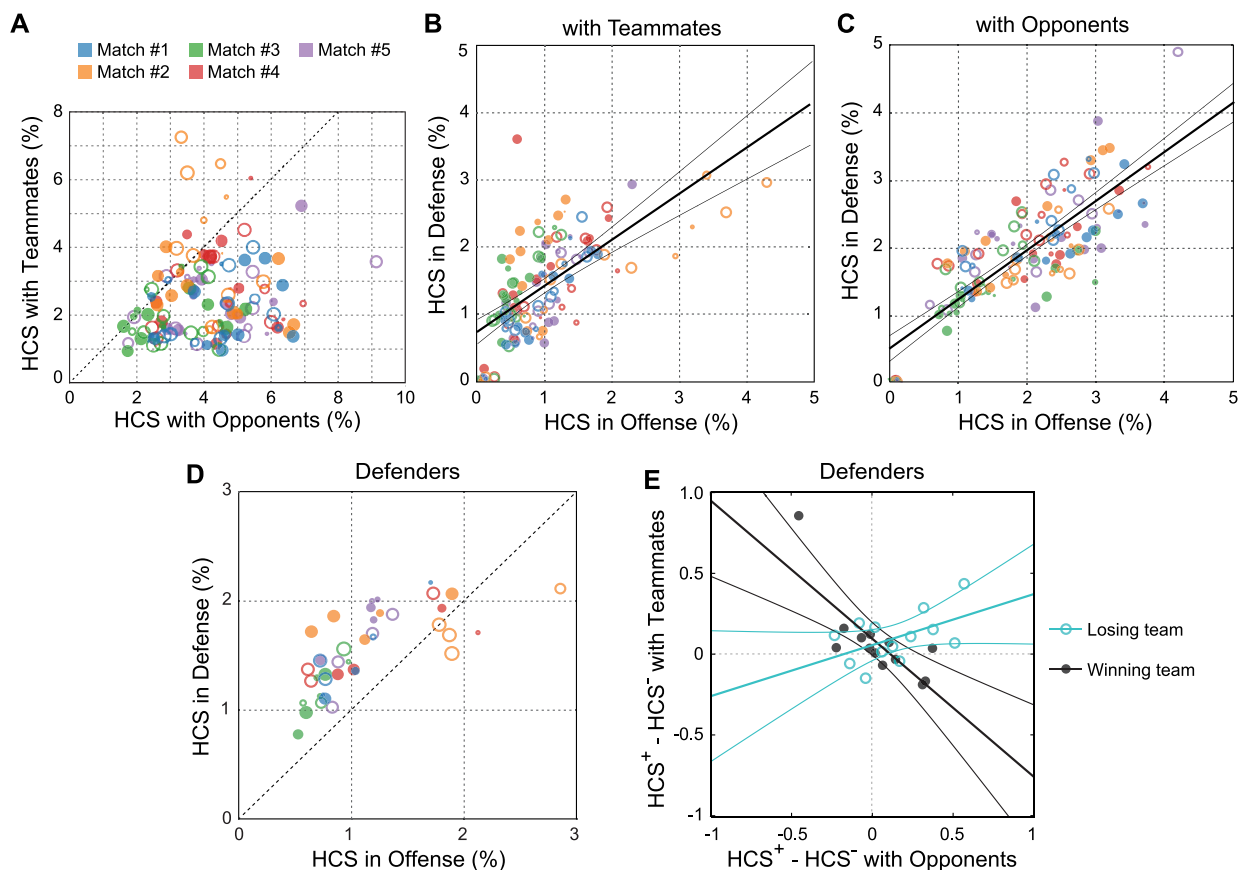 A
Match #1
Match #3
Match #5
Match #2
Match #4
HCS with Teammates (%)
8
6
4
2
0
0
2
4
6
8
10
HCS with Opponents (%)
B
with Teammates
HCS in Defense (%)
5
4
3
2
1
0
0
1
2
3
4
5
HCS in Offense (%)
C
with Opponents
HCS in Defense (%)
5
4
3
2
1
0
0
1
2
3
4
5
HCS in Offense (%)
D
Defenders
HCS in Defense (%)
3
2
1
0
0
1
2
3
HCS in Offense (%)
E
Defenders
HCS⁺ - HCS⁻ with Teammates
1.0
0.5
0
-0.5
-1
-1
-0.5
0
0.5
1
HCS⁺ - HCS⁻ with Opponents
Losing team
Winning team